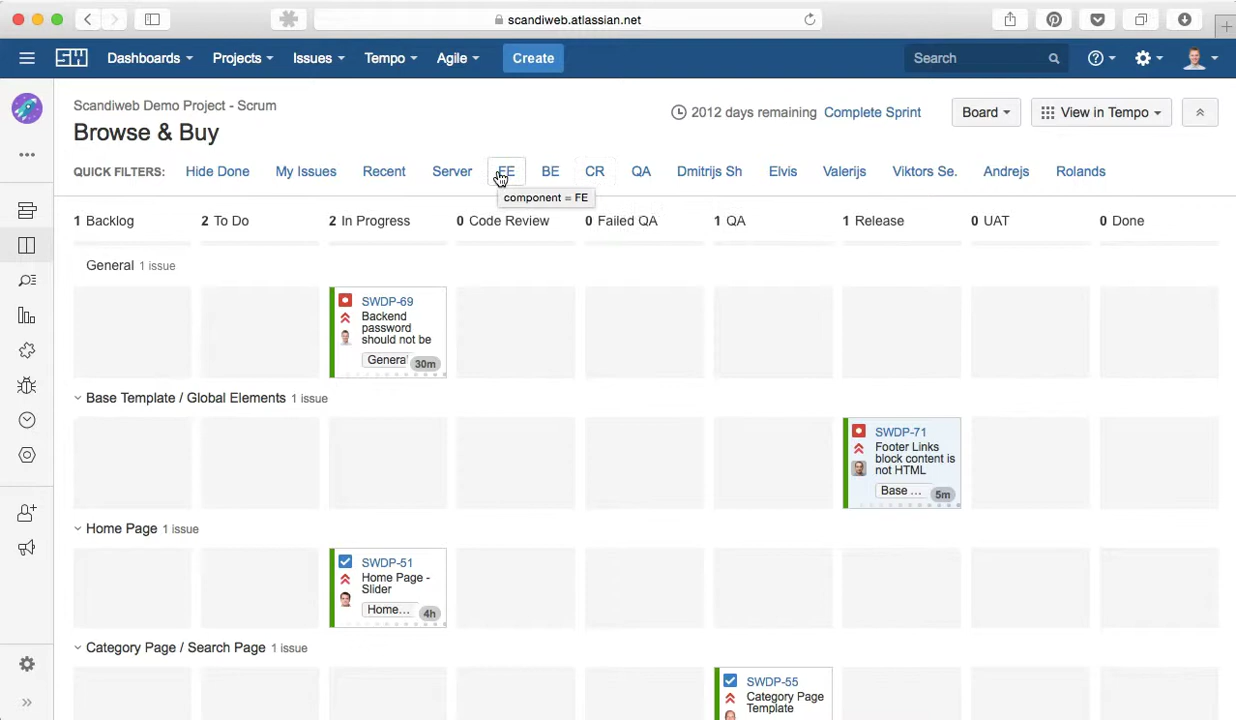 scandiweb.atlassian.net
SW Dashboards Projects Issues Tempo Agile Create Search
Scandiweb Demo Project - Scrum
2012 days remaining Complete Sprint Board View in Tempo
Browse & Buy
QUICK FILTERS: Hide Done My Issues Recent Server FE BE CR QA Dmitrijs Sh Elvis Valerijs Viktors Se. Andrejs Rolands
component = FE
1 Backlog 2 To Do 2 In Progress 0 Code Review 0 Failed QA 1 QA 1 Release 0 UAT 0 Done
General 1 issue
SWDP-69
Backend
password
should not be
General
30m
Base Template / Global Elements 1 issue
SWDP-71
Footer Links
block content is
not HTML
Base ...
5m
Home Page 1 issue
SWDP-51
Home Page -
Slider
Home...
4h
Category Page / Search Page 1 issue
SWDP-55
Category Page
Template